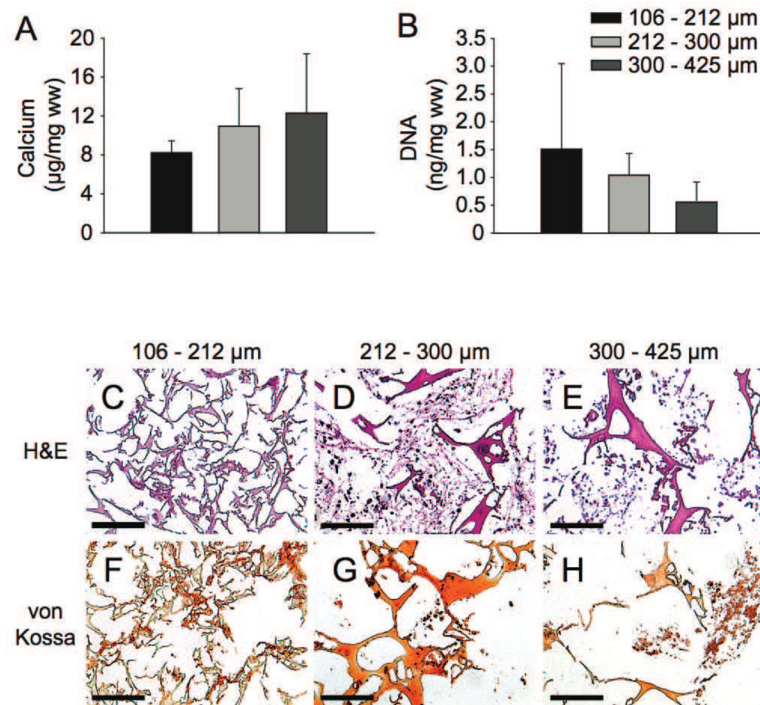 A
B
106 - 212 µm
212 - 300 µm
300 - 425 µm
Calcium
(µg/mg ww)
20
16
12
8
4
0
DNA
(ng/mg ww)
3.5
3.0
2.5
2.0
1.5
1.0
0.5
0
106 - 212 µm
212 - 300 µm
300 - 425 µm
H&E
C
D
E
von
Kossa
F
G
H